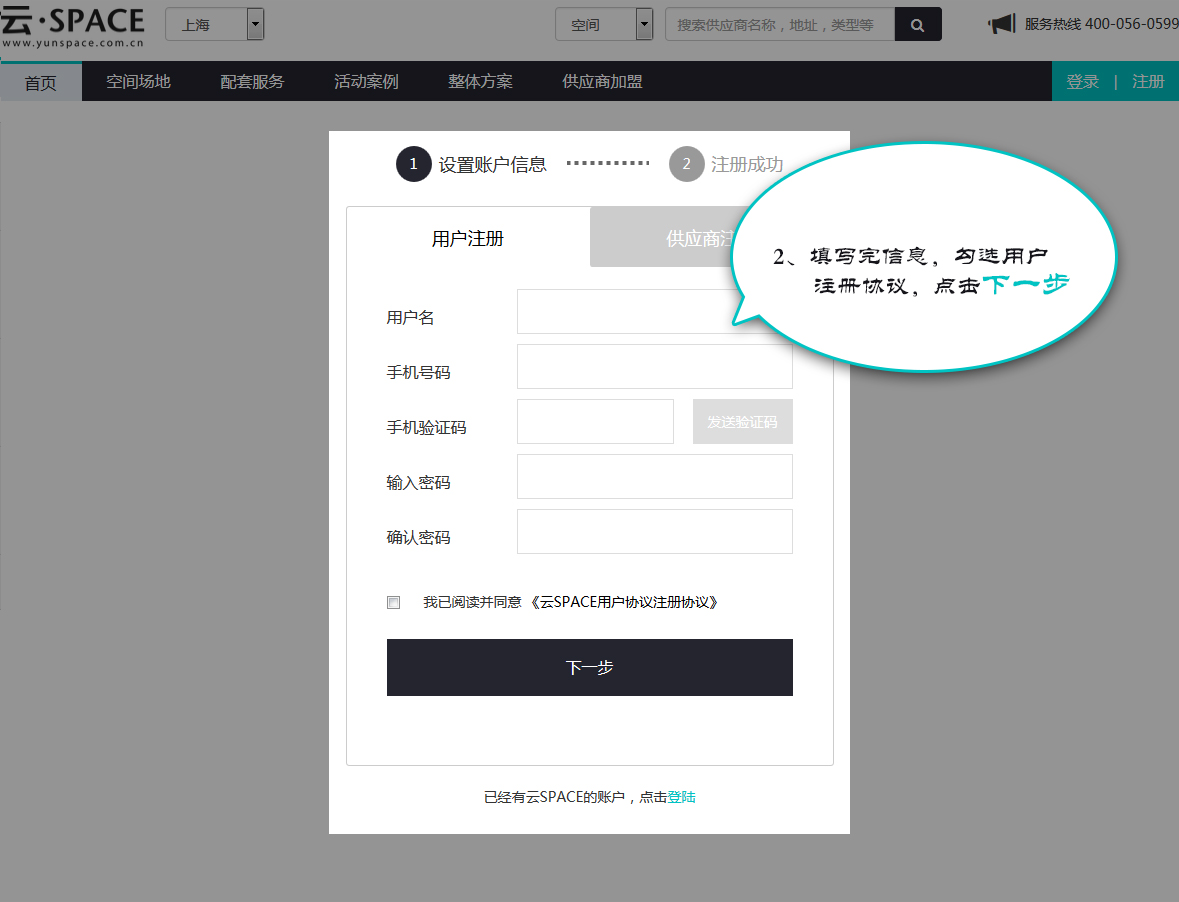 云·SPACE
www.yunspace.com.cn
上海
空间
搜索供应商名称，地址，类型等
服务热线 400-056-0599
首页 空间场地 配套服务 活动案例 整体方案 供应商加盟 登录 | 注册
1 设置账户信息 2 注册成功
用户注册
供应商注
2、填写完信息，勾选用户
注册协议，点击下一步
用户名
手机号码
手机验证码 发送验证码
输入密码
确认密码
我已阅读并同意《云SPACE用户协议注册协议》
下一步
已经有云SPACE的账户，点击登陆